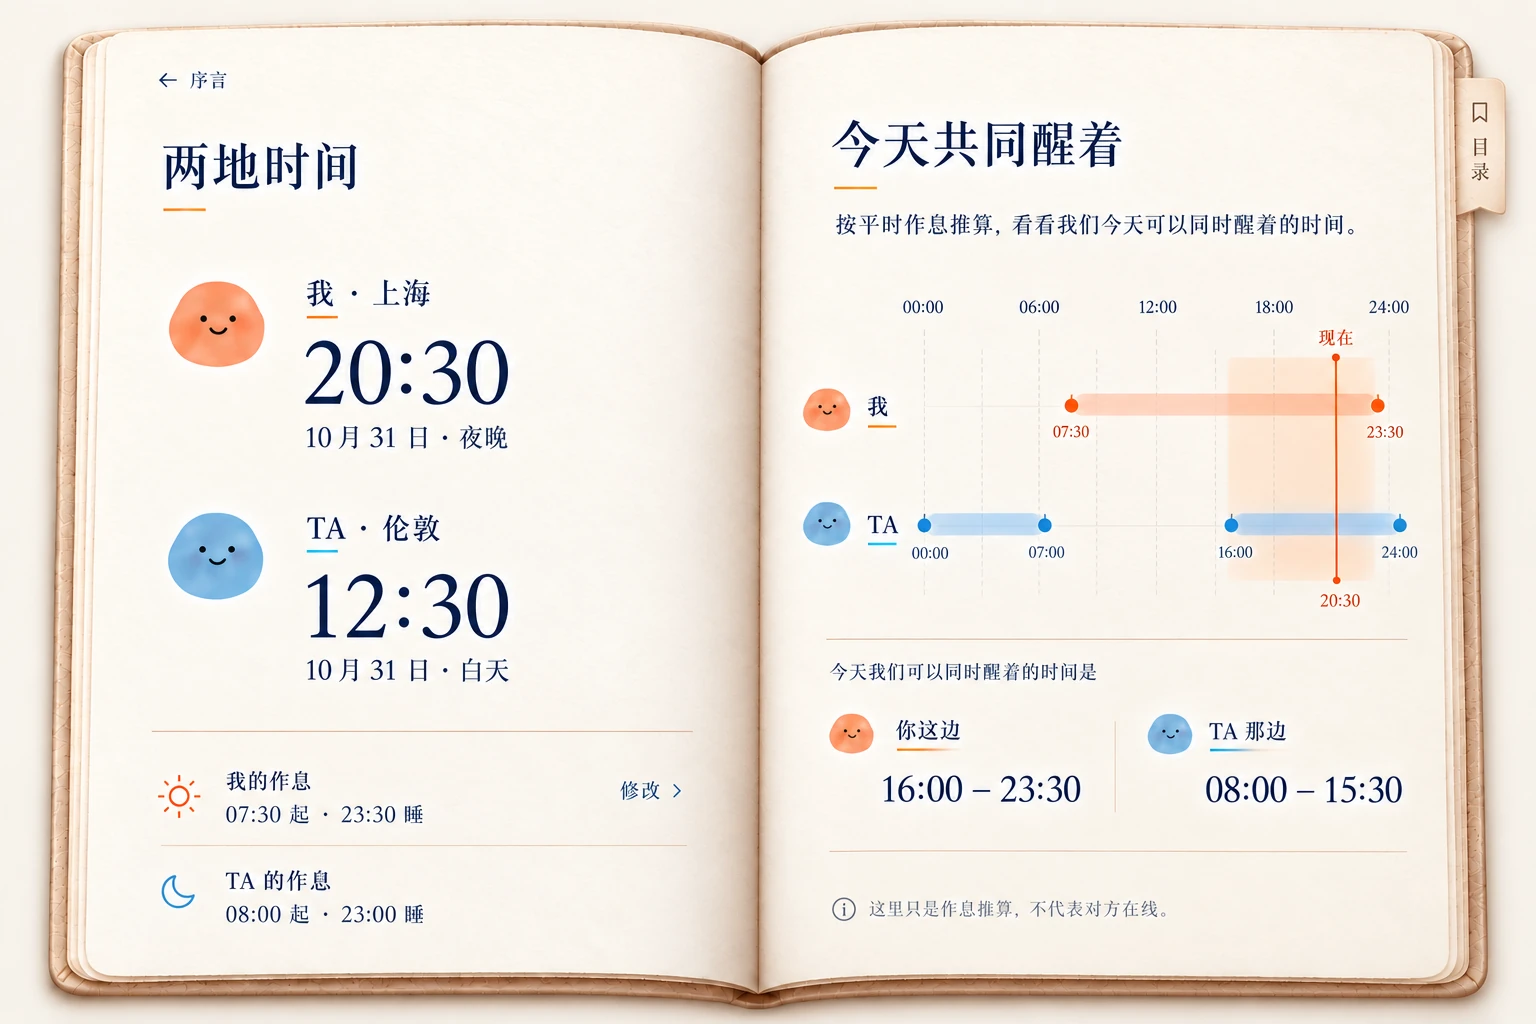 ← 序言
两地时间
我 · 上海
20:30
10 月 31 日 · 夜晚
TA · 伦敦
12:30
10 月 31 日 · 白天
我的作息
07:30 起 · 23:30 睡
修改 >
TA 的作息
08:00 起 · 23:00 睡
今天共同醒着
按平时作息推算，看看我们今天可以同时醒着的时间。
00:00 06:00 12:00 18:00 24:00
现在
我
07:30 23:30
TA
00:00 07:00 16:00 24:00
20:30
今天我们可以同时醒着的时间是
你这边
16:00 – 23:30
TA 那边
08:00 – 15:30
这里只是作息推算，不代表对方在线。
目录